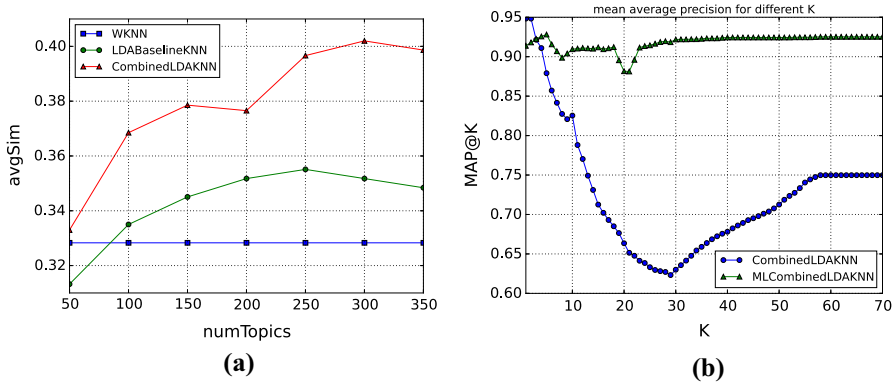 0.40
0.38
0.36
0.34
0.32
avgSim
WKNN
LDABaselineKNN
CombinedLDAKNN
50 100 150 200 250 300 350
numTopics
(a)
mean average precision for different K
0.95
0.90
0.85
0.80
0.75
0.70
0.65
0.60
MAP@K
CombinedLDAKNN
MLCombinedLDAKNN
10 20 30 40 50 60 70
K
(b)